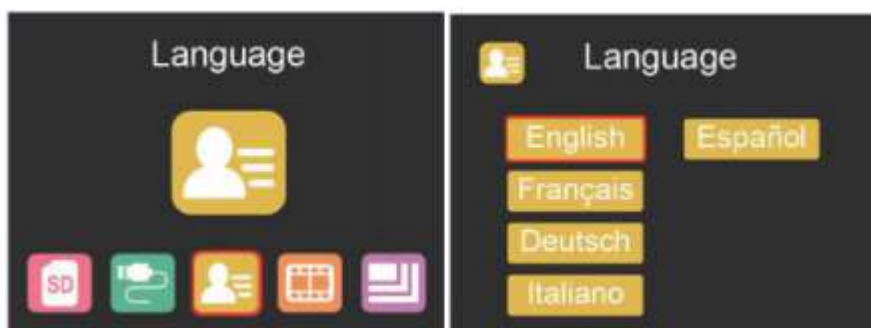 Language
SD
Language
English
Español
Français
Deutsch
Italiano